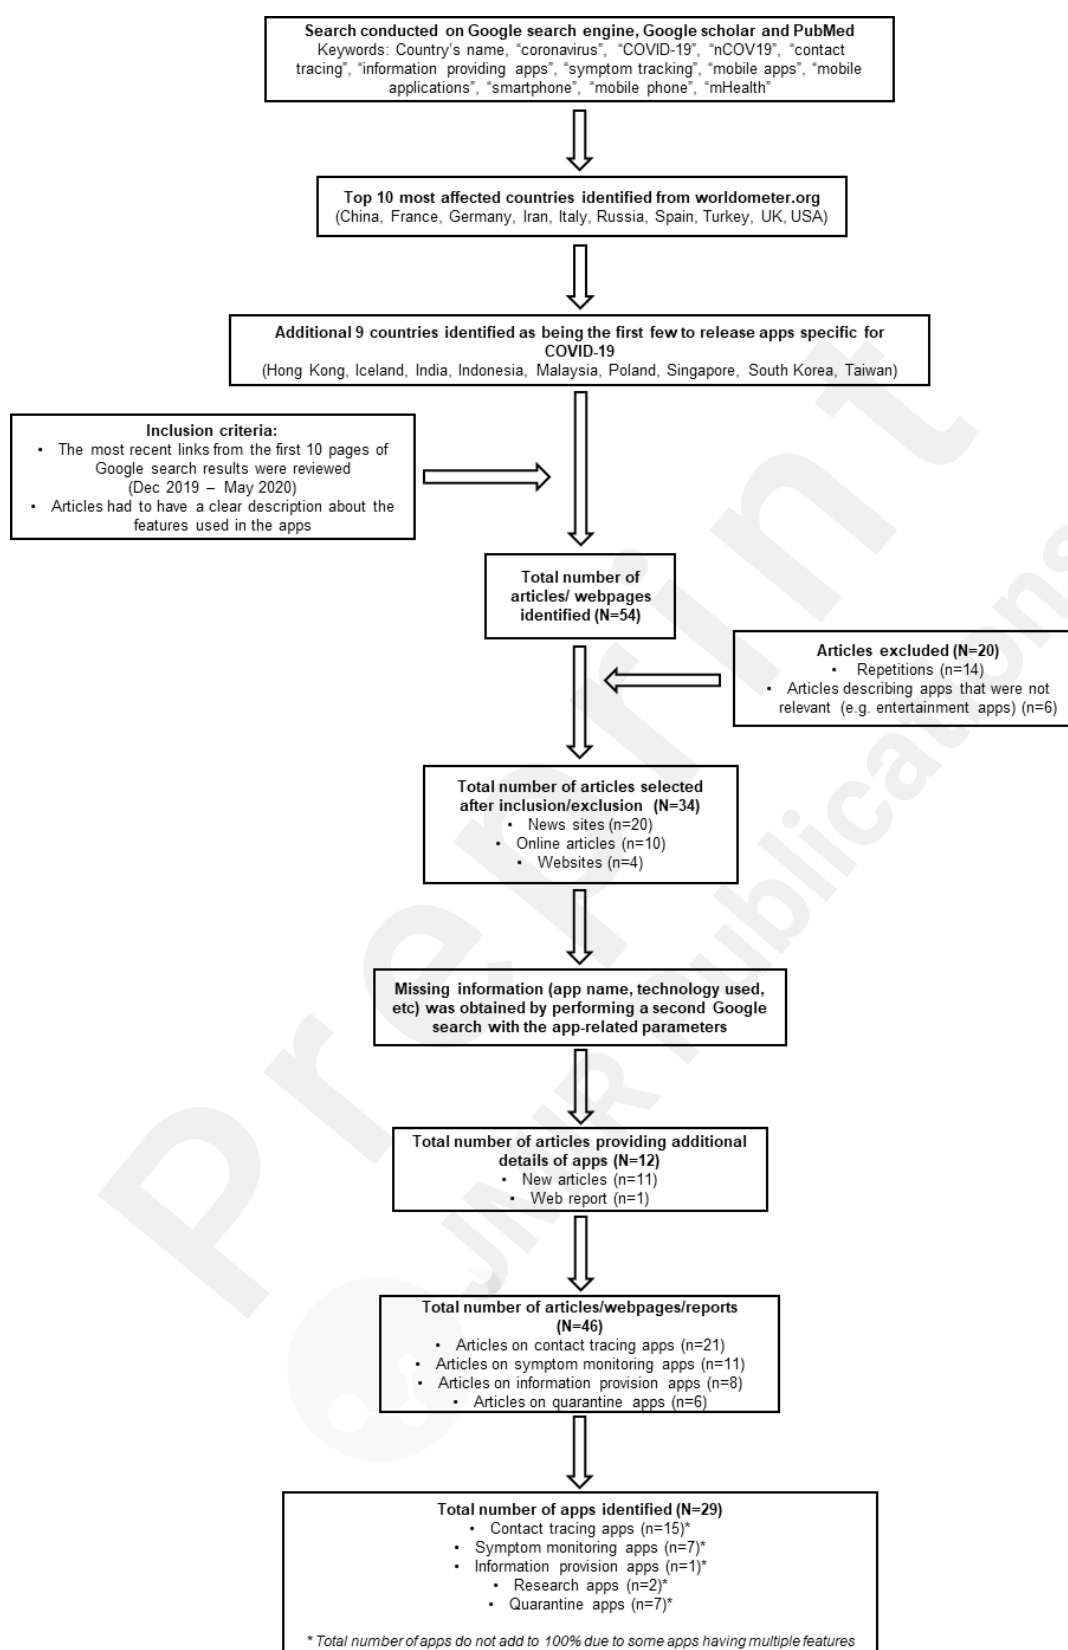 Search conducted on Google search engine, Google scholar and PubMed
Keywords: Country's name, “coronavirus”, “COVID-19”, “nCOV19”, “contact
tracing”, “information providing apps”, “symptom tracking”, “mobile apps”, “mobile
applications”, “smartphone”, “mobile phone”, “mHealth”
Top 10 most affected countries identified from worldometer.org
(China, France, Germany, Iran, Italy, Russia, Spain, Turkey, UK, USA)
Additional 9 countries identified as being the first few to release apps specific for
COVID-19
(Hong Kong, Iceland, India, Indonesia, Malaysia, Poland, Singapore, South Korea, Taiwan)
Inclusion criteria:
• The most recent links from the first 10 pages of
Google search results were reviewed
(Dec 2019 – May 2020)
• Articles had to have a clear description about the
features used in the apps
Total number of
articles/ webpages
identified (N=54)
Articles excluded (N=20)
• Repetitions (n=14)
• Articles describing apps that were not
relevant (e.g. entertainment apps) (n=6)
Total number of articles selected
after inclusion/exclusion (N=34)
• News sites (n=20)
• Online articles (n=10)
• Websites (n=4)
Missing information (app name, technology used,
etc) was obtained by performing a second Google
search with the app-related parameters
Total number of articles providing additional
details of apps (N=12)
• New articles (n=11)
• Web report (n=1)
Total number of articles/webpages/reports
(N=46)
• Articles on contact tracing apps (n=21)
• Articles on symptom monitoring apps (n=11)
• Articles on information provision apps (n=8)
• Articles on quarantine apps (n=6)
Total number of apps identified (N=29)
• Contact tracing apps (n=15)*
• Symptom monitoring apps (n=7)*
• Information provision apps (n=1)*
• Research apps (n=2)*
• Quarantine apps (n=7)*
* Total number of apps do not add to 100% due to some apps having multiple features
Preprint
JMIR Publications